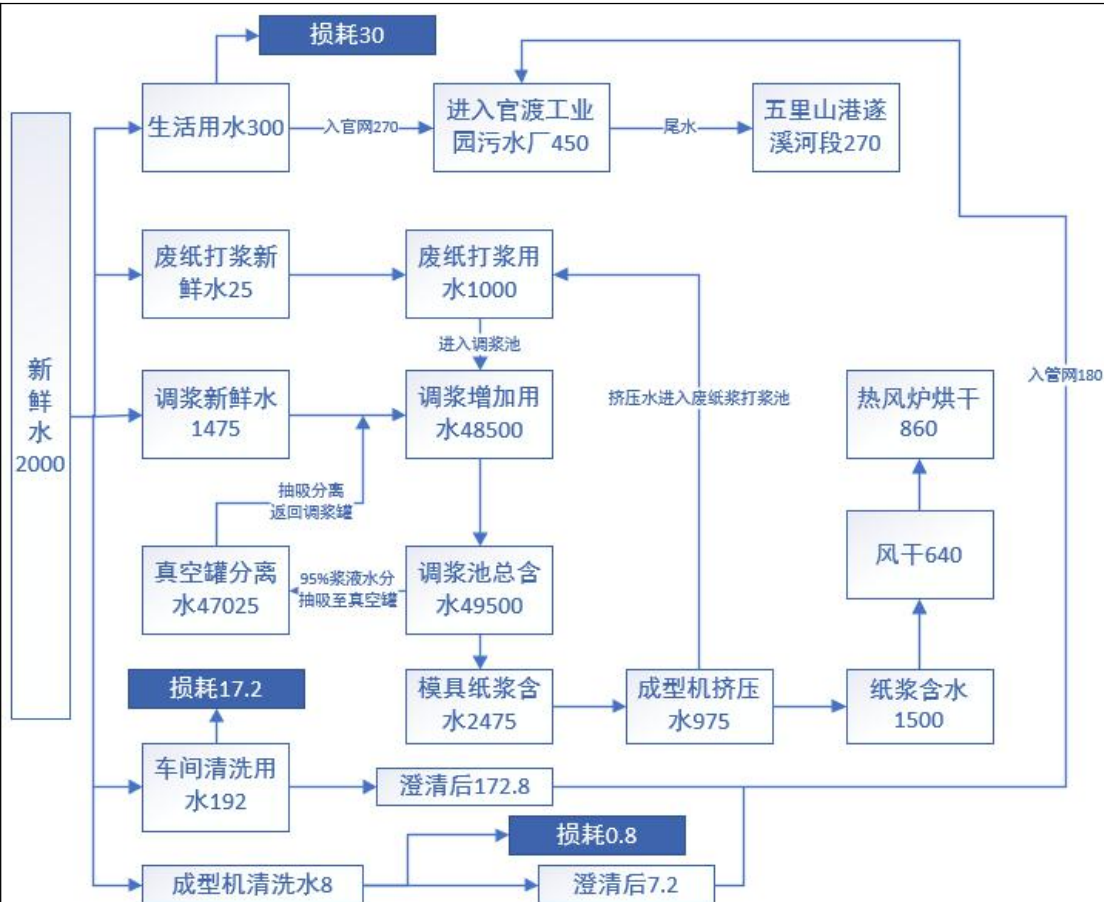 损耗30
新
鲜
水
2000
生活用水300
入官网270
进入官渡工业
园污水厂450
尾水
五里山港遂
溪河段270
废纸打浆新
鲜水25
废纸打浆用
水1000
进入调浆池
调浆新鲜水
1475
调浆增加用
水48500
挤压水进入废纸浆打浆池
入管网180
热风炉烘干
860
抽吸分离
返回调浆罐
风干640
真空罐分离
水47025
95%浆液水分
抽吸至真空罐
调浆池总含
水49500
损耗17.2
模具纸浆含
水2475
成型机挤压
水975
纸浆含水
1500
车间清洗用
水192
澄清后172.8
损耗0.8
成型机清洗水8
澄清后7.2